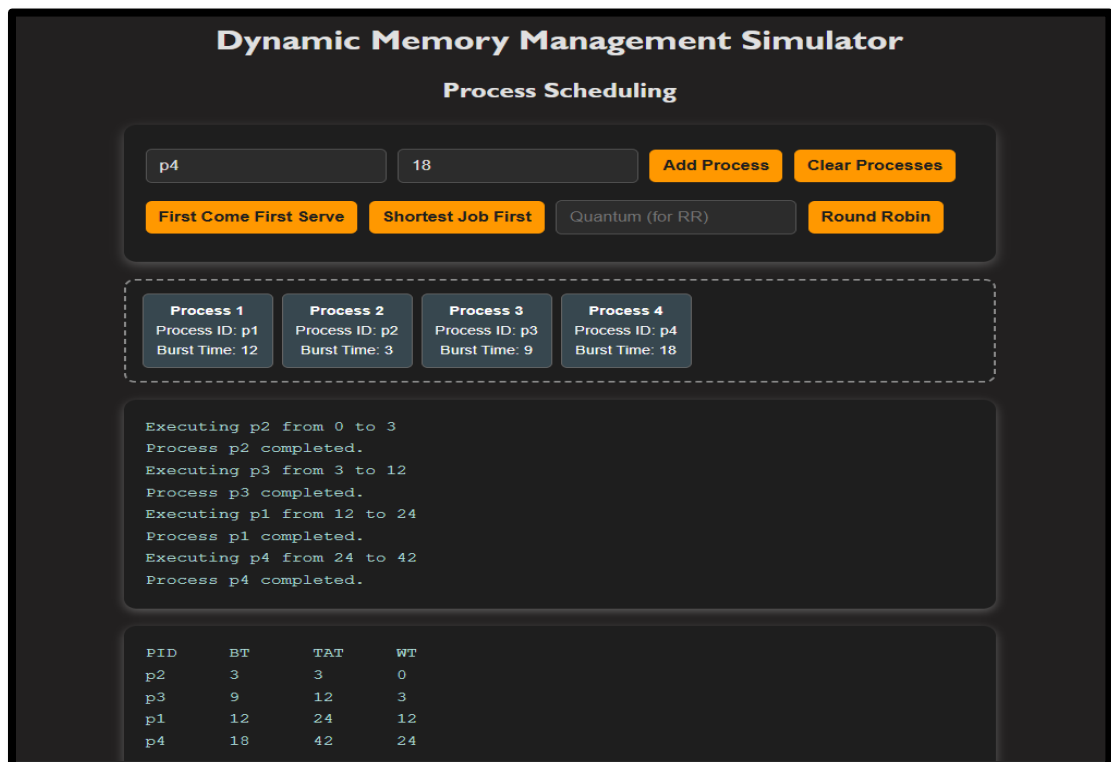 Dynamic Memory Management Simulator
Process Scheduling
p4 18 Add Process Clear Processes
First Come First Serve Shortest Job First Quantum (for RR) Round Robin
Process 1 Process 2 Process 3 Process 4
Process ID: p1 Process ID: p2 Process ID: p3 Process ID: p4
Burst Time: 12 Burst Time: 3 Burst Time: 9 Burst Time: 18
Executing p2 from 0 to 3
Process p2 completed.
Executing p3 from 3 to 12
Process p3 completed.
Executing p1 from 12 to 24
Process p1 completed.
Executing p4 from 24 to 42
Process p4 completed.
PID BT TAT WT
p2 3 3 0
p3 9 12 3
p1 12 24 12
p4 18 42 24